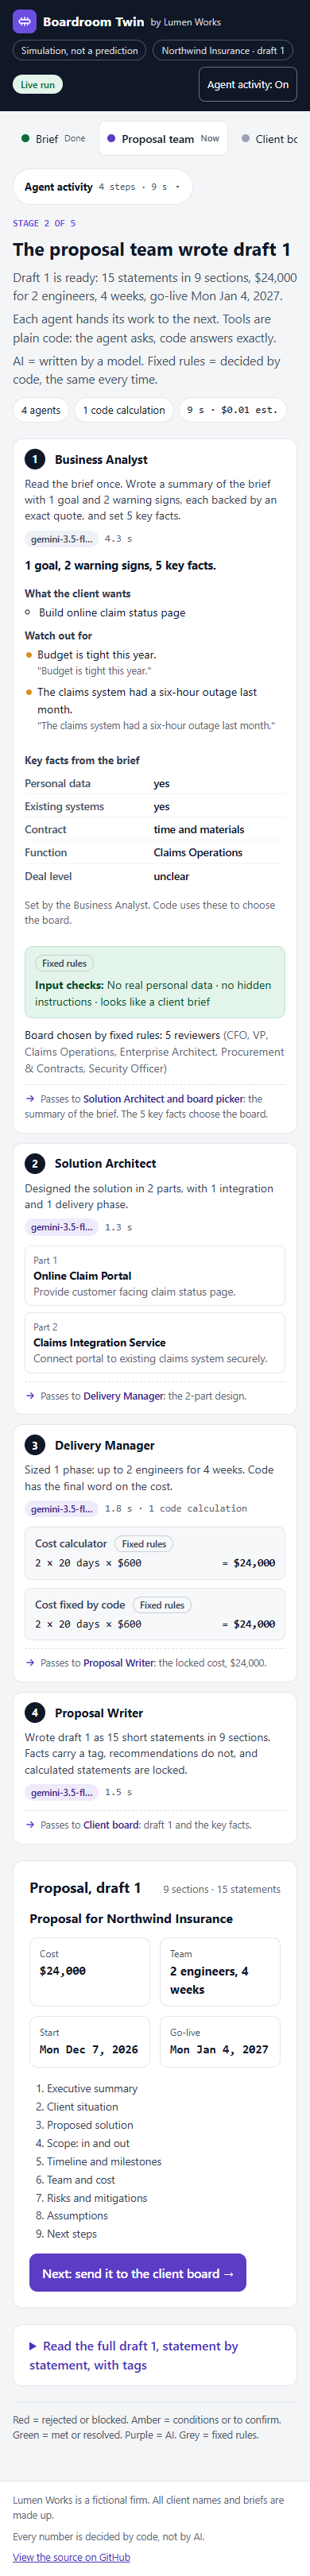 Boardroom Twin by Lumen Works
Simulation, not a prediction
Northwind Insurance · draft 1
Live run
Agent activity: On
Brief Done
Proposal team Now
Client bo
Agent activity 4 steps · 9 s
STAGE 2 OF 5
The proposal team wrote draft 1
Draft 1 is ready: 15 statements in 9 sections, $24,000
for 2 engineers, 4 weeks, go-live Mon Jan 4, 2027.
Each agent hands its work to the next. Tools are
plain code: the agent asks, code answers exactly.
AI = written by a model. Fixed rules = decided by
code, the same every time.
4 agents
1 code calculation
9 s · $0.01 est.
1 Business Analyst
Read the brief once. Wrote a summary of the brief
with 1 goal and 2 warning signs, each backed by an
exact quote, and set 5 key facts.
gemini-3.5-fl... 4.3 s
1 goal, 2 warning signs, 5 key facts.
What the client wants
Build online claim status page
Watch out for
Budget is tight this year.
"Budget is tight this year."
The claims system had a six-hour outage last
month.
"The claims system had a six-hour outage last month."
Key facts from the brief
Personal data yes
Existing systems yes
Contract time and materials
Function Claims Operations
Deal level unclear
Set by the Business Analyst. Code uses these to choose
the board.
Fixed rules
Input checks: No real personal data · no hidden
instructions · looks like a client brief
Board chosen by fixed rules: 5 reviewers (CFO, VP,
Claims Operations, Enterprise Architect, Procurement
& Contracts, Security Officer)
→ Passes to Solution Architect and board picker: the
summary of the brief. The 5 key facts choose the board.
2 Solution Architect
Designed the solution in 2 parts, with 1 integration
and 1 delivery phase.
gemini-3.5-fl... 1.3 s
Part 1
Online Claim Portal
Provide customer facing claim status page.
Part 2
Claims Integration Service
Connect portal to existing claims system securely.
→ Passes to Delivery Manager: the 2-part design.
3 Delivery Manager
Sized 1 phase: up to 2 engineers for 4 weeks. Code
has the final word on the cost.
gemini-3.5-fl... 1.8 s · 1 code calculation
Cost calculator Fixed rules
2 × 20 days × $600 = $24,000
Cost fixed by code Fixed rules
2 × 20 days × $600 = $24,000
→ Passes to Proposal Writer: the locked cost, $24,000.
4 Proposal Writer
Wrote draft 1 as 15 short statements in 9 sections.
Facts carry a tag, recommendations do not, and
calculated statements are locked.
gemini-3.5-fl... 1.5 s
→ Passes to Client board: draft 1 and the key facts.
Proposal, draft 1 9 sections · 15 statements
Proposal for Northwind Insurance
Cost
$24,000
Team
2 engineers, 4
weeks
Start
Mon Dec 7, 2026
Go-live
Mon Jan 4, 2027
1. Executive summary
2. Client situation
3. Proposed solution
4. Scope: in and out
5. Timeline and milestones
6. Team and cost
7. Risks and mitigations
8. Assumptions
9. Next steps
Next: send it to the client board →
Read the full draft 1, statement by
statement, with tags
Red = rejected or blocked. Amber = conditions or to confirm.
Green = met or resolved. Purple = AI. Grey = fixed rules.
Lumen Works is a fictional firm. All client names and briefs are
made up.
Every number is decided by code, not by AI.
View the source on GitHub